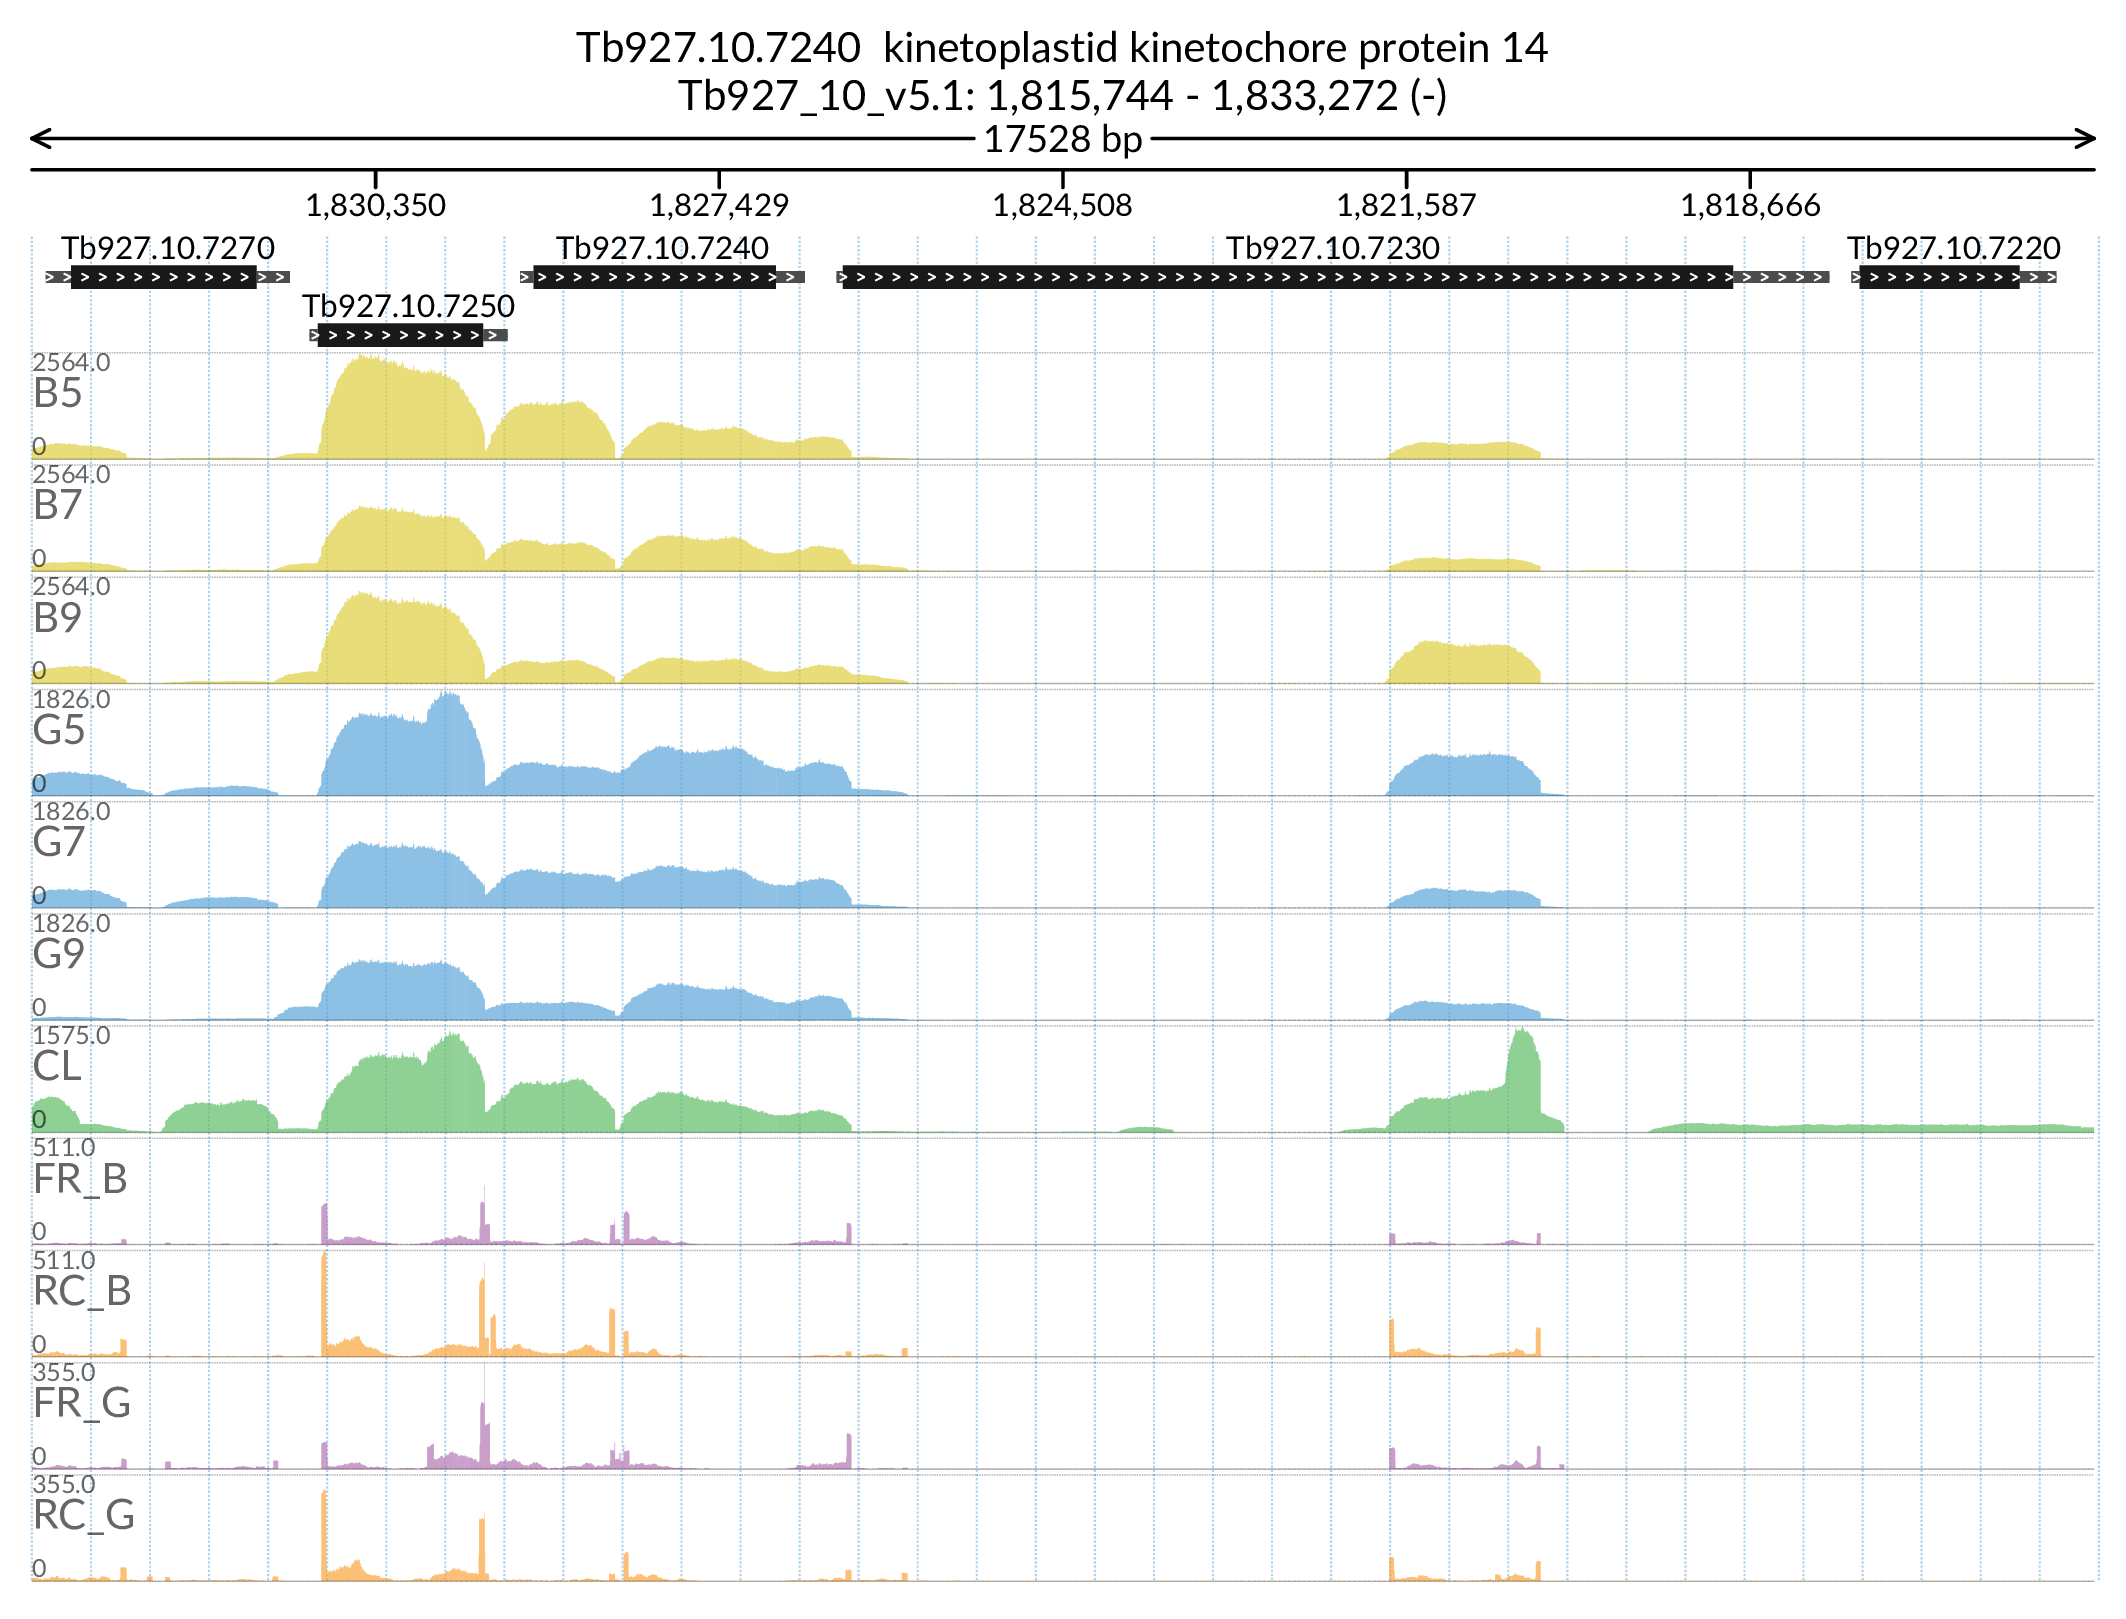 Tb927.10.7240  kinetoplastid kinetochore protein 14
Tb927_10_v5.1: 1,815,744 - 1,833,272 (-)
17528 bp
1,830,350 1,827,429 1,824,508 1,821,587 1,818,666
Tb927.10.7270 Tb927.10.7240 Tb927.10.7230 Tb927.10.7220
Tb927.10.7250
2564.0
B5
0
2564.0
B7
0
2564.0
B9
0
1826.0
G5
0
1826.0
G7
0
1826.0
G9
0
1575.0
CL
0
511.0
FR_B
0
511.0
RC_B
0
355.0
FR_G
0
355.0
RC_G
0